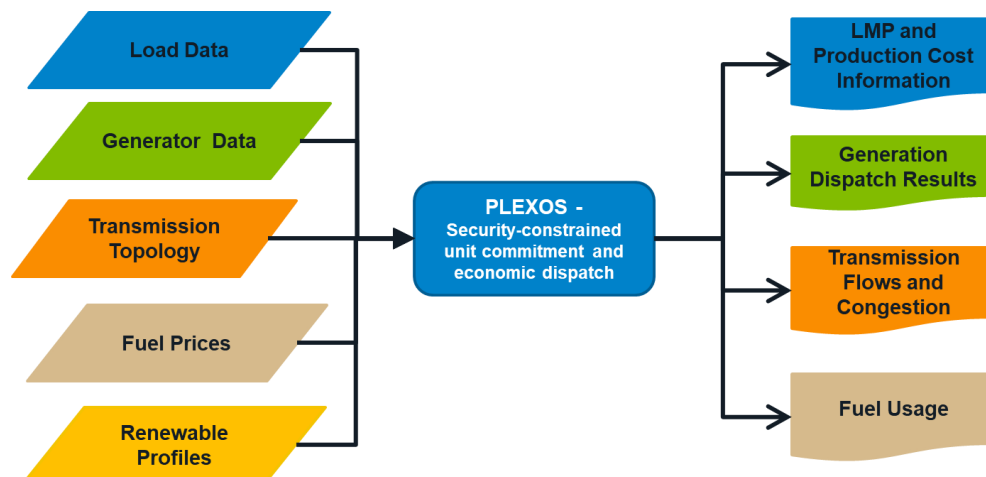 Load Data
Generator Data
Transmission
Topology
Fuel Prices
Renewable
Profiles
PLEXOS -
Security-constrained
unit commitment and
economic dispatch
LMP and
Production Cost
Information
Generation
Dispatch Results
Transmission
Flows and
Congestion
Fuel Usage